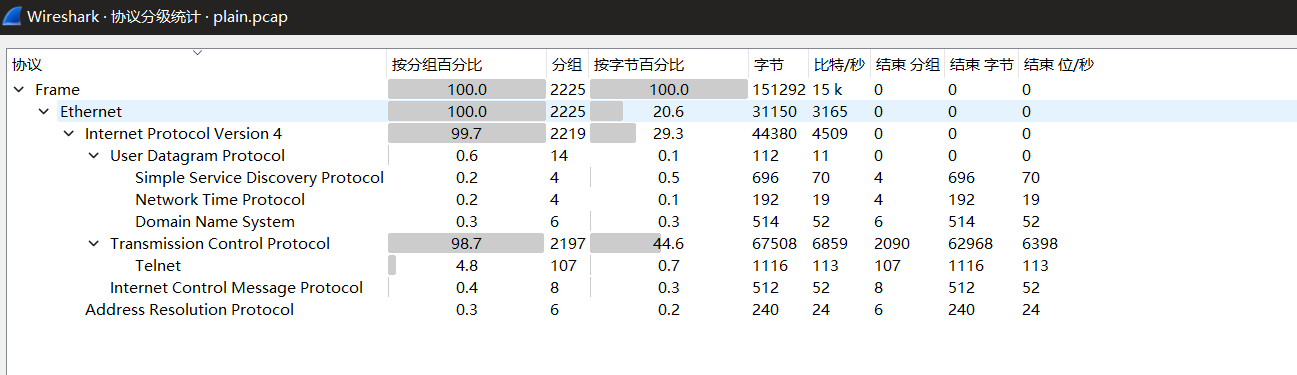 Wireshark · 协议分级统计 · plain.pcap
协议 按分组百分比 分组 按字节百分比 字节 比特/秒 结束 分组 结束 字节 结束 位/秒
Frame 100.0 2225 100.0 151292 15 k 0 0 0
Ethernet 100.0 2225 20.6 31150 3165 0 0 0
Internet Protocol Version 4 99.7 2219 29.3 44380 4509 0 0 0
User Datagram Protocol 0.6 14 0.1 112 11 0 0 0
Simple Service Discovery Protocol 0.2 4 0.5 696 70 4 696 70
Network Time Protocol 0.2 4 0.1 192 19 4 192 19
Domain Name System 0.3 6 0.3 514 52 6 514 52
Transmission Control Protocol 98.7 2197 44.6 67508 6859 2090 62968 6398
Telnet 4.8 107 0.7 1116 113 107 1116 113
Internet Control Message Protocol 0.4 8 0.3 512 52 8 512 52
Address Resolution Protocol 0.3 6 0.2 240 24 6 240 24